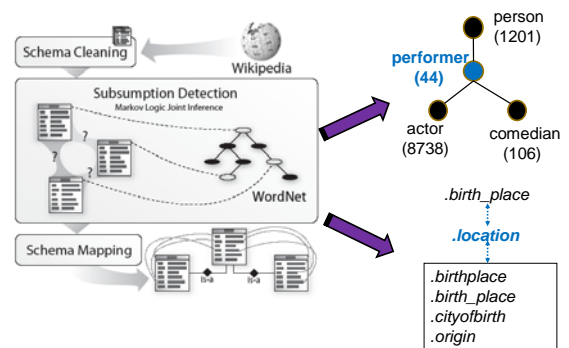 Schema Cleaning
Wikipedia
Subsumption Detection
Markov Logic Joint Inference
?
?
?
WordNet
Schema Mapping
Is-a
Is-a
person
(1201)
performer
(44)
actor
(8738)
comedian
(106)
.birth_place
.location
.birthplace
.birth_place
.cityofbirth
.origin